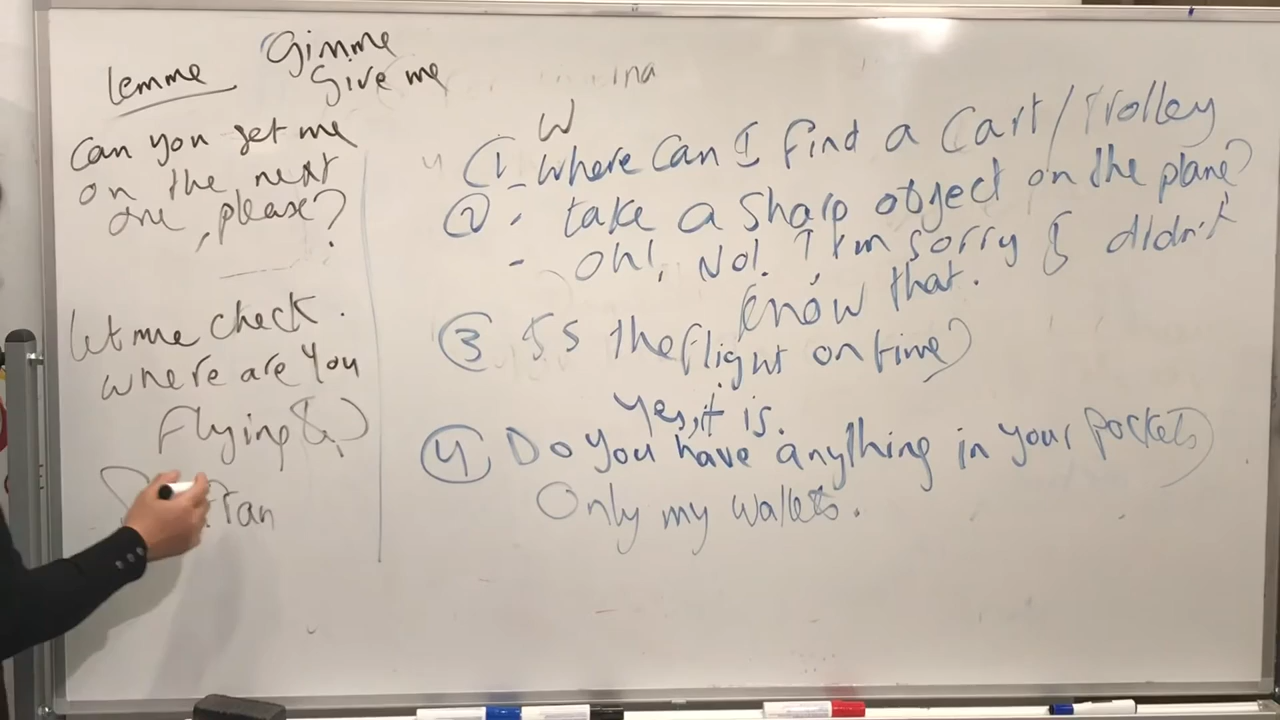 Gimme
lemme
Give me
Can you get me
on the next
one, please?
let me check.
where are you
Flying ?
ina
W
1 - Where can I find a Cart/Trolley
2 - take a sharp object on the plane?
- Oh!, No!. I'm sorry I didn't
know that.
3 Is the flight on time?
Yes, it is.
4 Do you have anything in your pockets
Only my wallets.